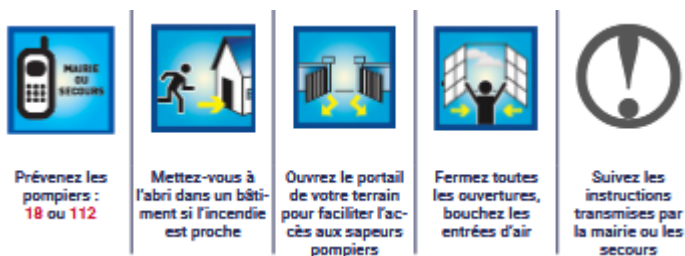 MAIRIE
OU
SECOURS
Prévenez les
pompiers :
18 ou 112
Mettez-vous à
l'abri dans un bâti-
ment si l'incendie
est proche
Ouvrez le portail
de votre terrain
pour faciliter l'ac-
cès aux sapeurs
pompiers
Fermez toutes
les ouvertures,
bouchez les
entrées d'air
Suivez les
instructions
transmises par
la mairie ou les
secours